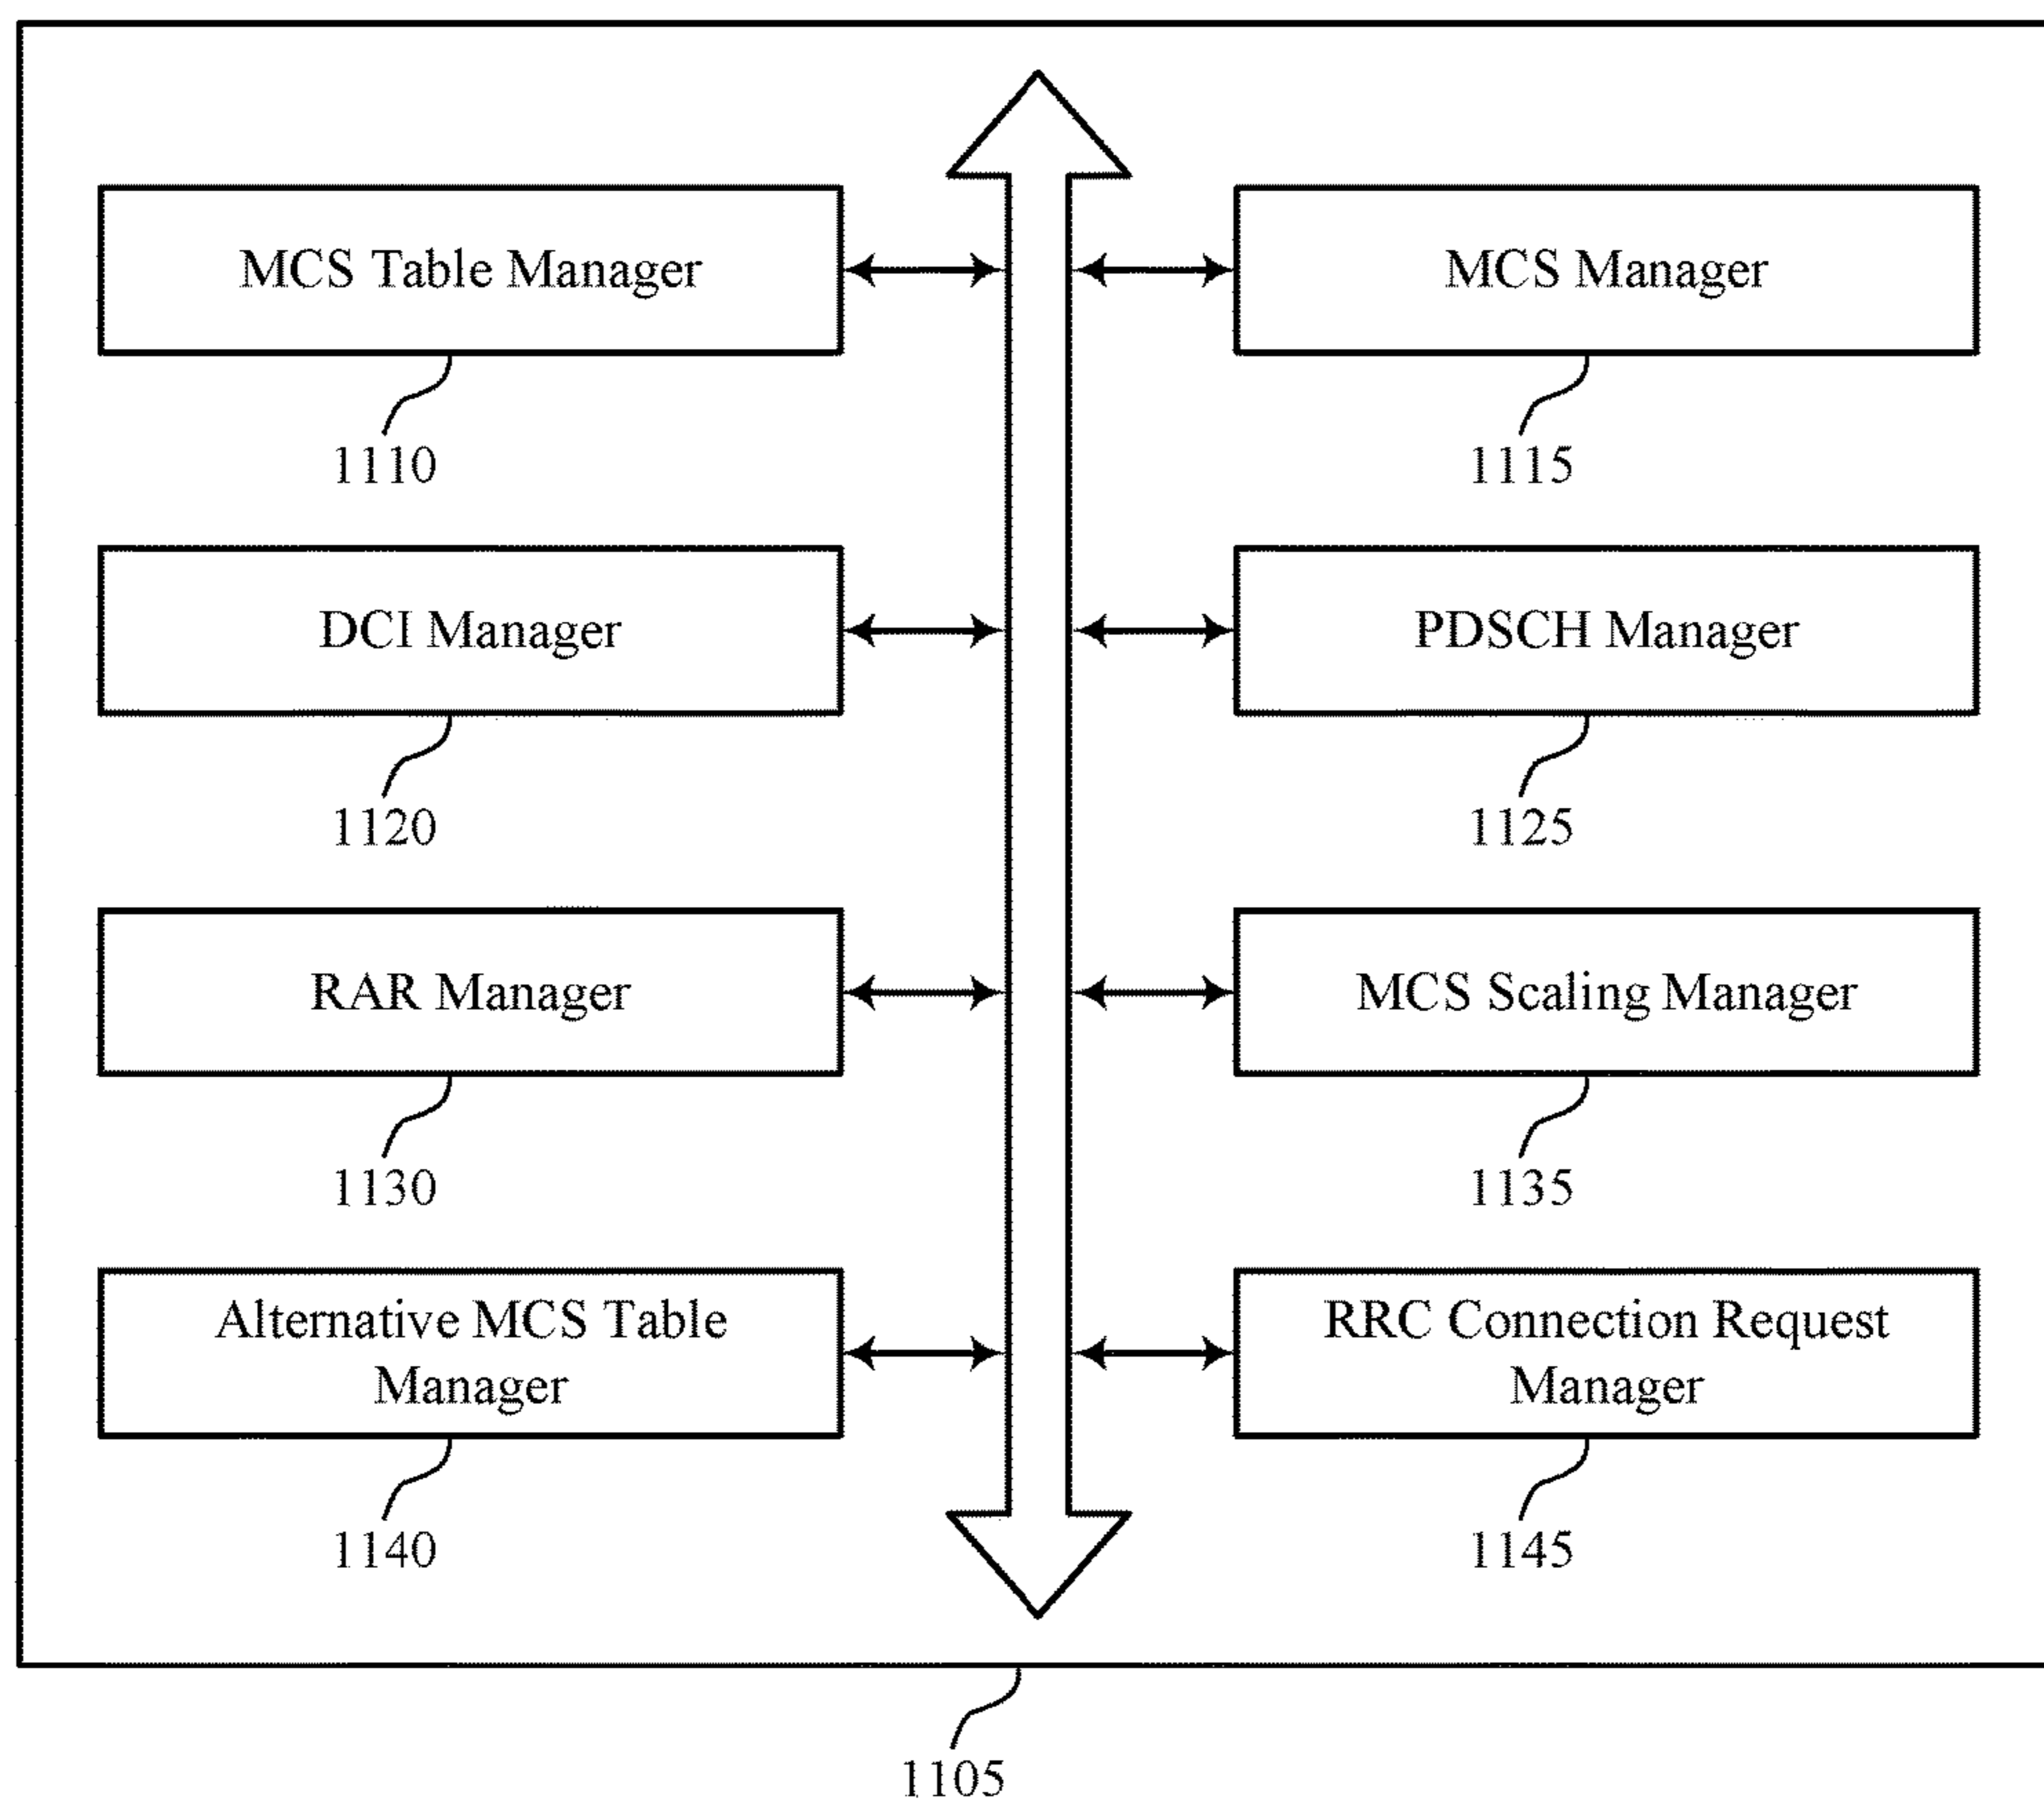 MCS Table Manager
MCS Manager
1110
1115
DCI Manager
PDSCH Manager
1120
1125
RAR Manager
MCS Scaling Manager
1130
1135
Alternative MCS Table
Manager
RRC Connection Request
Manager
1140
1145
1105